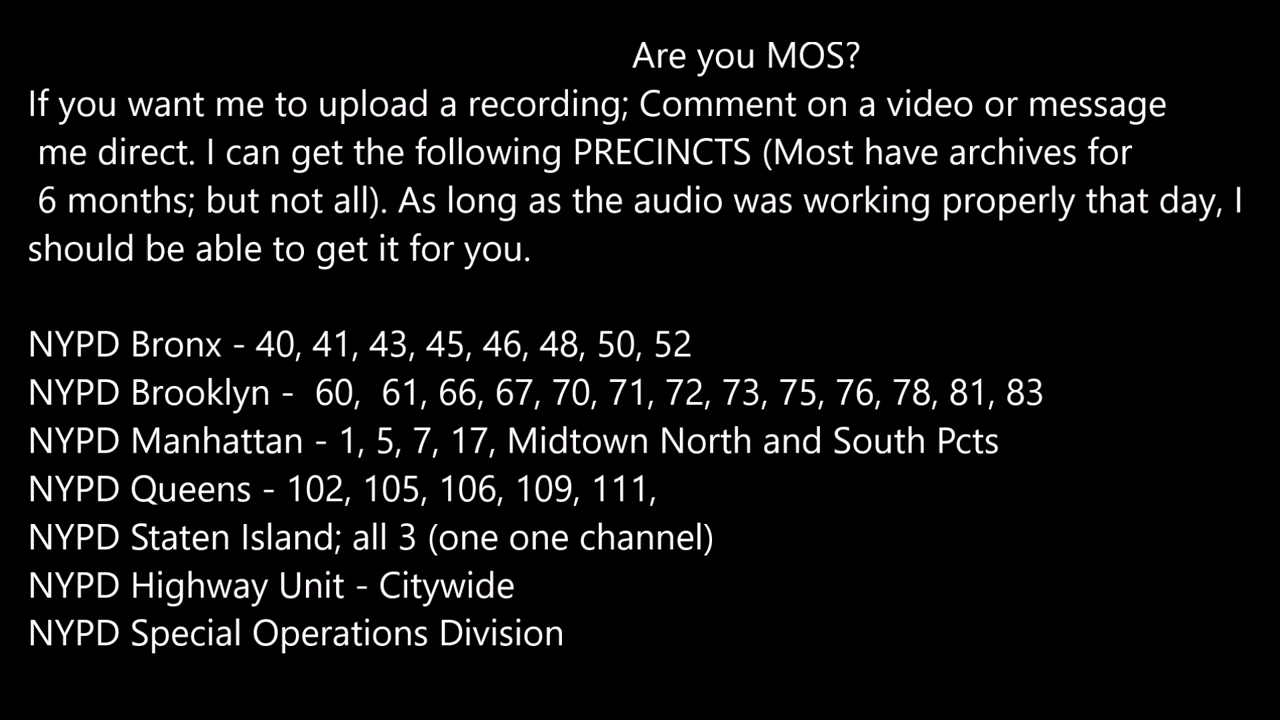 Are you MOS?
If you want me to upload a recording; Comment on a video or message
me direct. I can get the following PRECINCTS (Most have archives for
6 months; but not all). As long as the audio was working properly that day, I
should be able to get it for you.
NYPD Bronx - 40, 41, 43, 45, 46, 48, 50, 52
NYPD Brooklyn - 60, 61, 66, 67, 70, 71, 72, 73, 75, 76, 78, 81, 83
NYPD Manhattan - 1, 5, 7, 17, Midtown North and South Pcts
NYPD Queens - 102, 105, 106, 109, 111,
NYPD Staten Island; all 3 (one one channel)
NYPD Highway Unit - Citywide
NYPD Special Operations Division